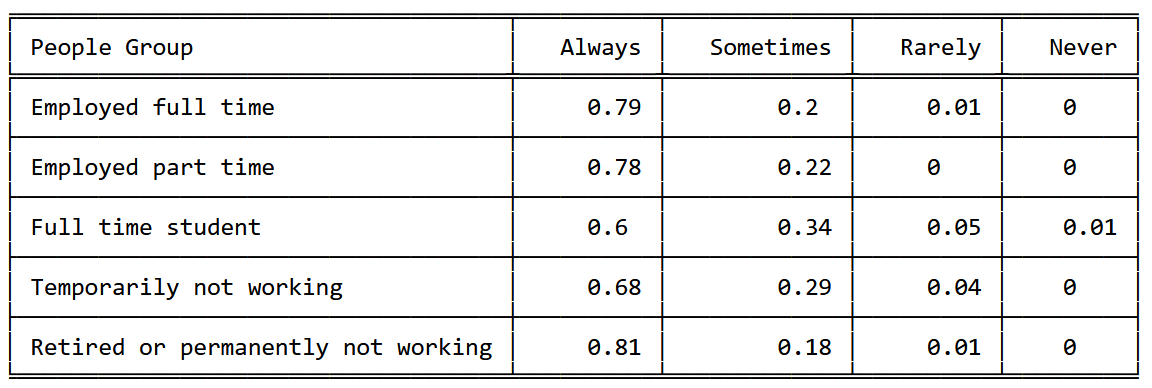 People Group Always Sometimes Rarely Never
Employed full time 0.79 0.2 0.01 0
Employed part time 0.78 0.22 0 0
Full time student 0.6 0.34 0.05 0.01
Temporarily not working 0.68 0.29 0.04 0
Retired or permanently not working 0.81 0.18 0.01 0